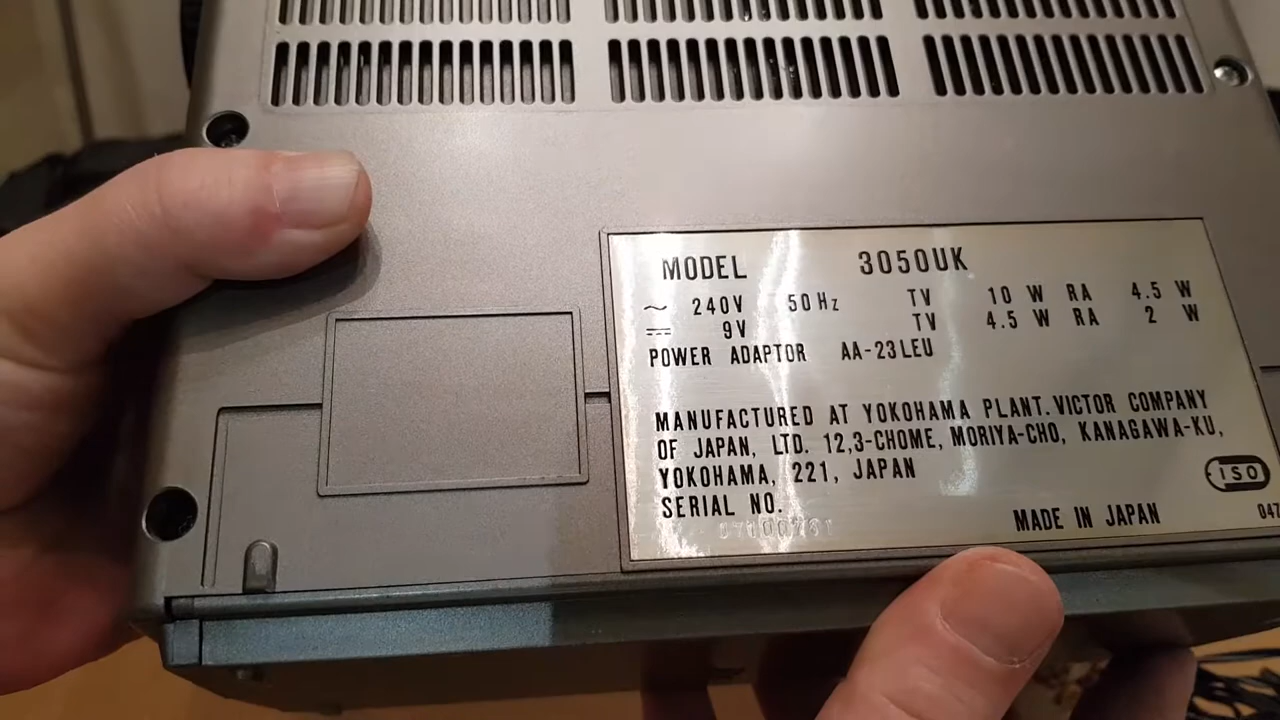 MODEL 3050UK
~ 240V 50Hz TV 10 W RA 4.5 W
⎓ 9V TV 4.5 W RA 2 W
POWER ADAPTOR AA-23LEU
MANUFACTURED AT YOKOHAMA PLANT. VICTOR COMPANY
OF JAPAN, LTD. 12,3-CHOME, MORIYA-CHO, KANAGAWA-KU,
YOKOHAMA, 221, JAPAN
ISO
SERIAL NO.
MADE IN JAPAN